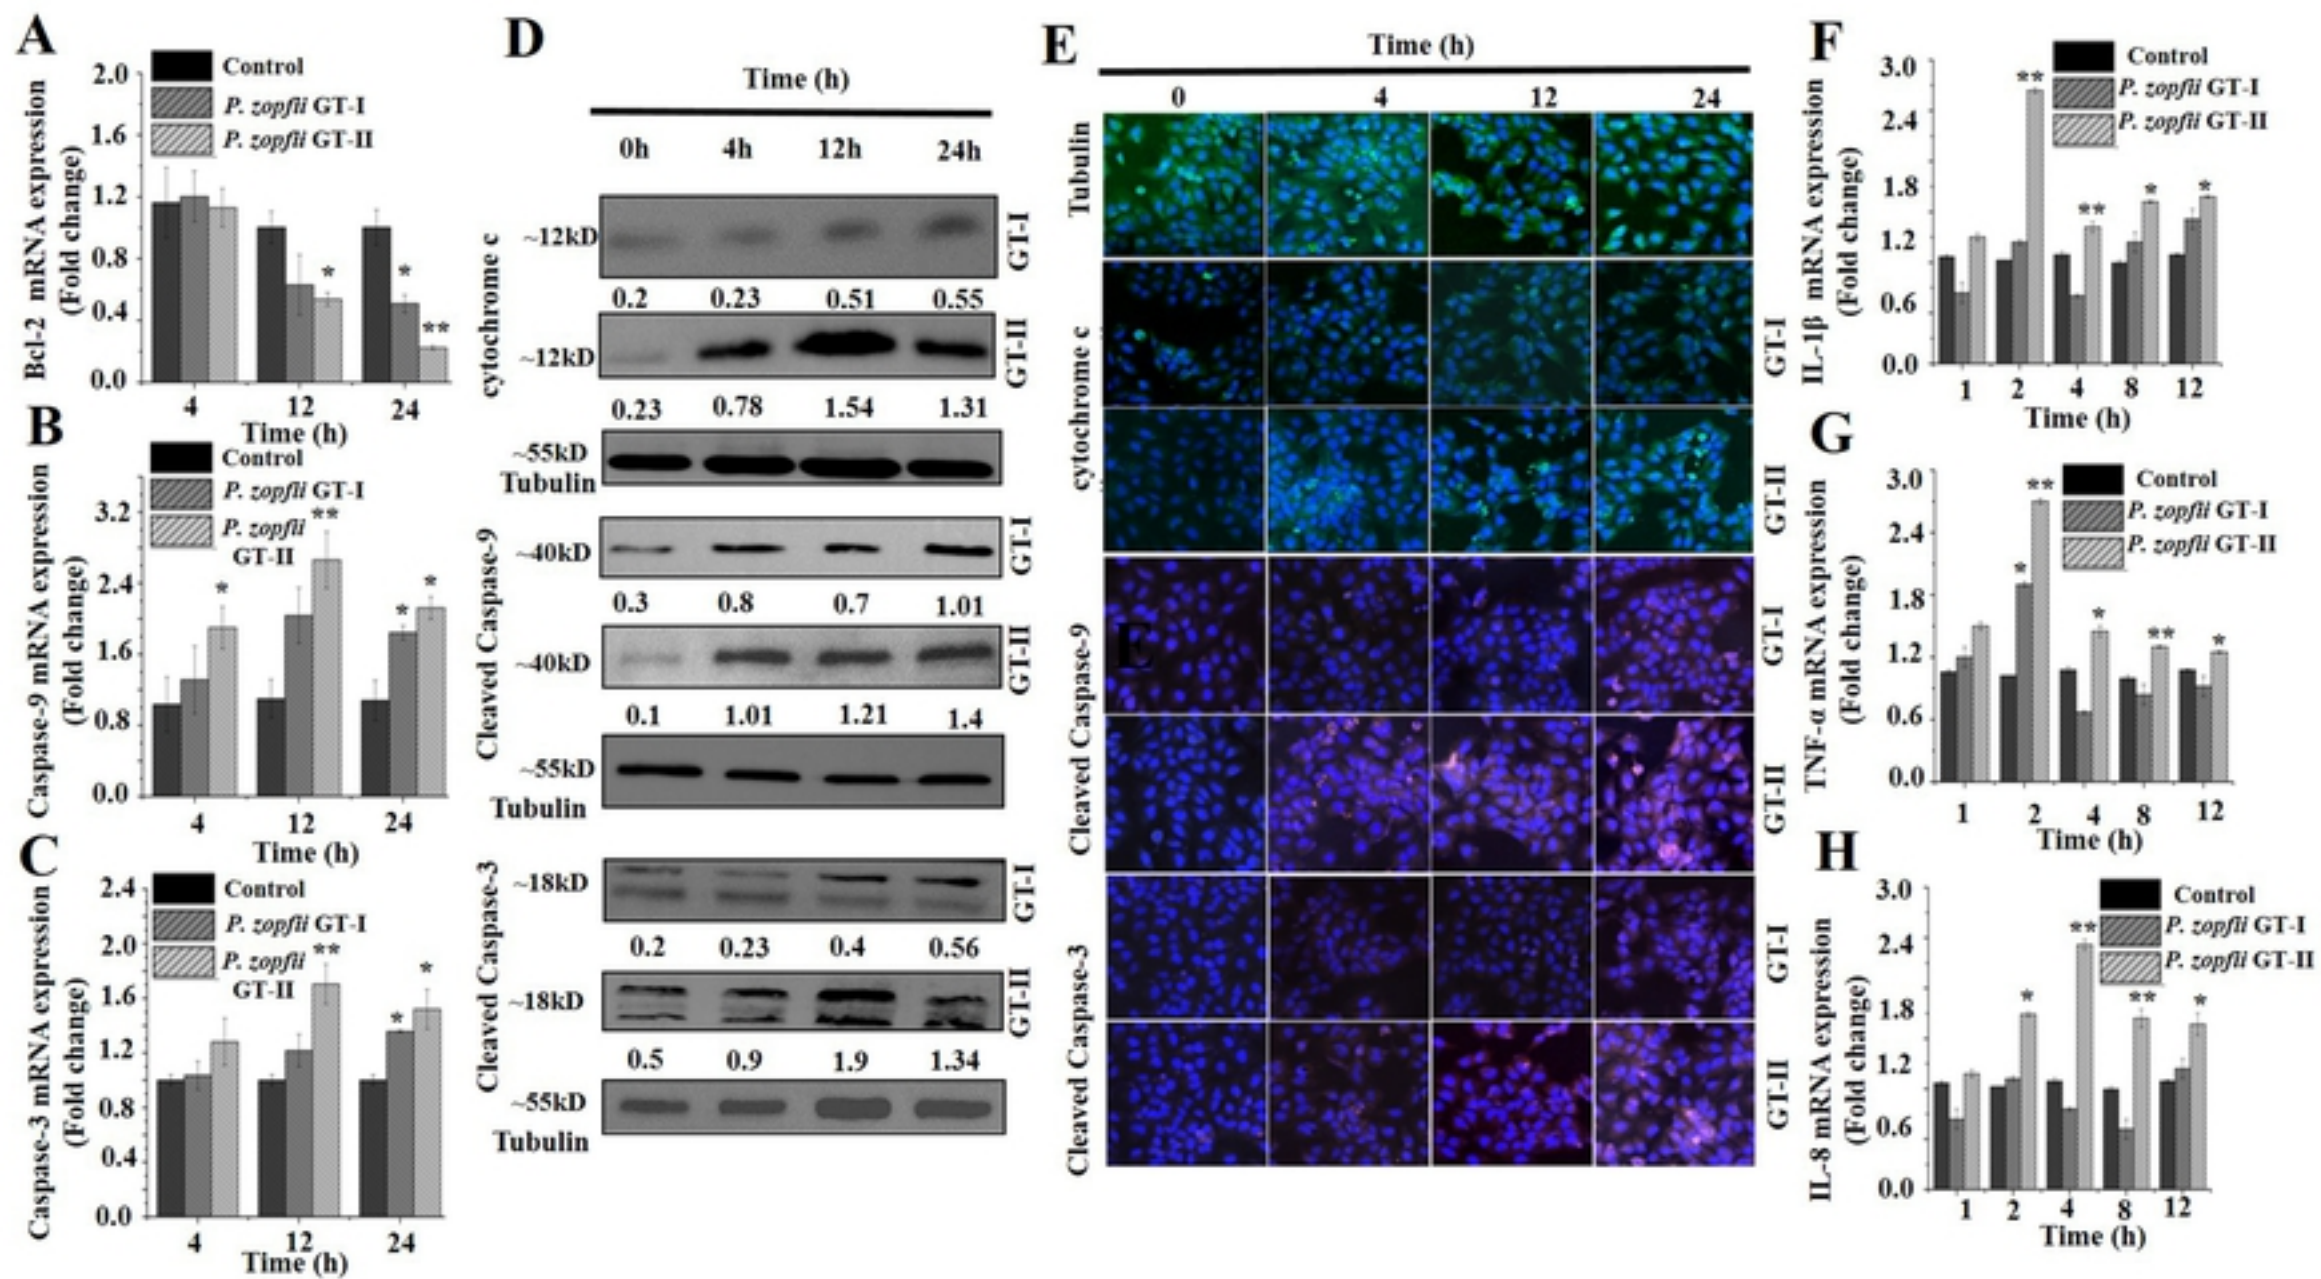 A
Control
P. zopfii GT-I
P. zopfii GT-II
Bcl-2 mRNA expression
(Fold change)
2.0
1.6
1.2
0.8
0.4
0.0
*
*
**
4 12 24
Time (h)
B
Control
P. zopfii GT-I
P. zopfii
GT-II
Caspase-9 mRNA expression
(Fold change)
3.2
2.4
1.6
0.8
0.0
*
**
*
*
4 12 24
Time (h)
C
Control
P. zopfii GT-I
P. zopfii
GT-II
Caspase-3 mRNA expression
(Fold change)
2.4
2.0
1.6
1.2
0.8
0.4
0.0
**
*
*
4 12 24
Time (h)
D
Time (h)
0h 4h 12h 24h
cytochrome c
~12kD
GT-I
0.2 0.23 0.51 0.55
~12kD
GT-II
0.23 0.78 1.54 1.31
~55kD
Tubulin
Cleaved Caspase-9
~40kD
GT-I
0.3 0.8 0.7 1.01
~40kD
GT-II
0.1 1.01 1.21 1.4
~55kD
Tubulin
Cleaved Caspase-3
~18kD
GT-I
0.2 0.23 0.4 0.56
~18kD
GT-II
0.5 0.9 1.9 1.34
~55kD
Tubulin
E
Time (h)
0 4 12 24
Tubulin
cytochrome c
GT-I
GT-II
Cleaved Caspase-9
E
GT-I
GT-II
Cleaved Caspase-3
GT-I
GT-II
F
Control
P. zopfii GT-I
P. zopfii GT-II
IL-1β mRNA expression
(Fold change)
3.0
2.4
1.8
1.2
0.6
0.0
**
**
*
*
1 2 4 8 12
Time (h)
G
Control
P. zopfii GT-I
P. zopfii GT-II
TNF-α mRNA expression
(Fold change)
3.0
2.4
1.8
1.2
0.6
0.0
*
**
*
**
*
1 2 4 8 12
Time (h)
H
Control
P. zopfii GT-I
P. zopfii GT-II
IL-8 mRNA expression
(Fold change)
3.0
2.4
1.8
1.2
0.6
0.0
*
**
**
*
1 2 4 8 12
Time (h)